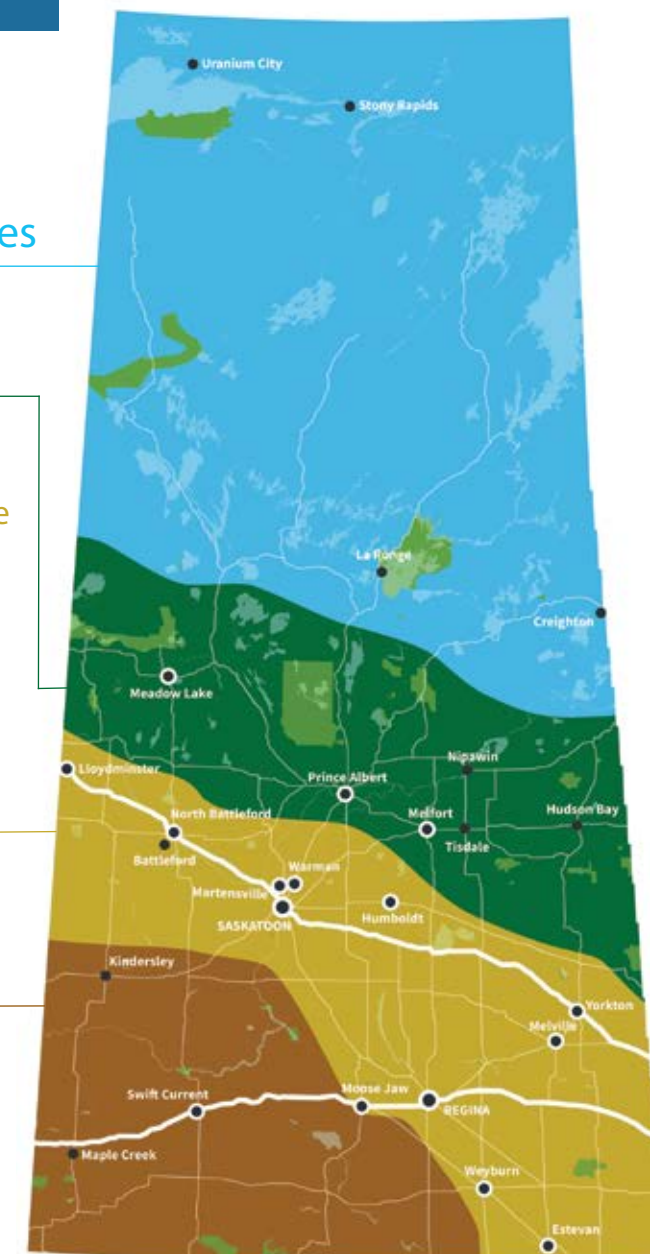 Uranium City
Stony Rapids
es
e
La Ronge
Creighton
Meadow Lake
Nipawin
Lloydminster
Prince Albert
North Battleford
Melfort
Hudson Bay
Tisdale
Battleford
Warman
Martensville
Humboldt
SASKATOON
Kindersley
Yorkton
Melville
Swift Current
Moose Jaw
REGINA
Maple Creek
Weyburn
Estevan